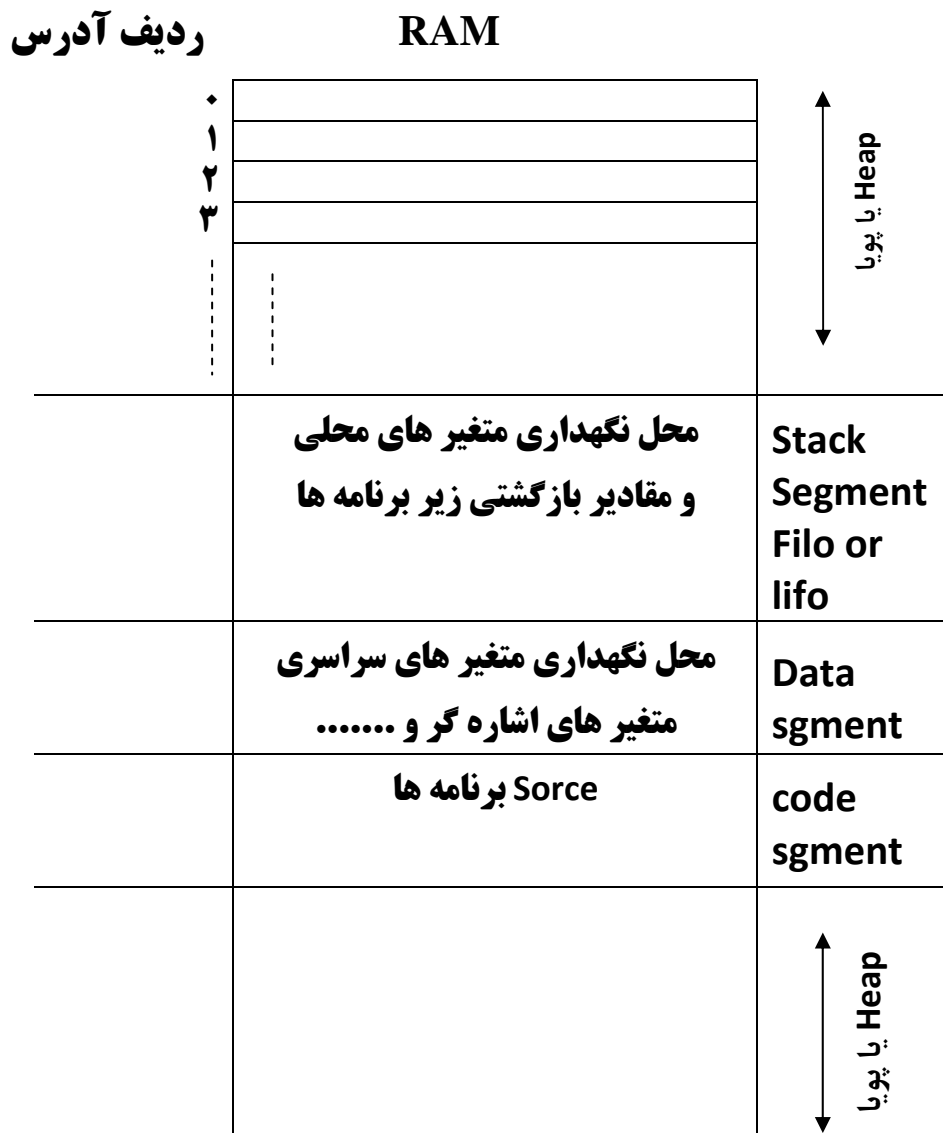 ردیف آدرس
RAM
۰
۱
۲
۳
Heap یا پویا
محل نگهداری متغیر های محلی
و مقادیر بازگشتی زیر برنامه ها
Stack
Segment
Filo or
lifo
محل نگهداری متغیر های سراسری
متغیر های اشاره گر و .......
Data
sgment
Sorce برنامه ها
code
sgment
Heap یا پویا